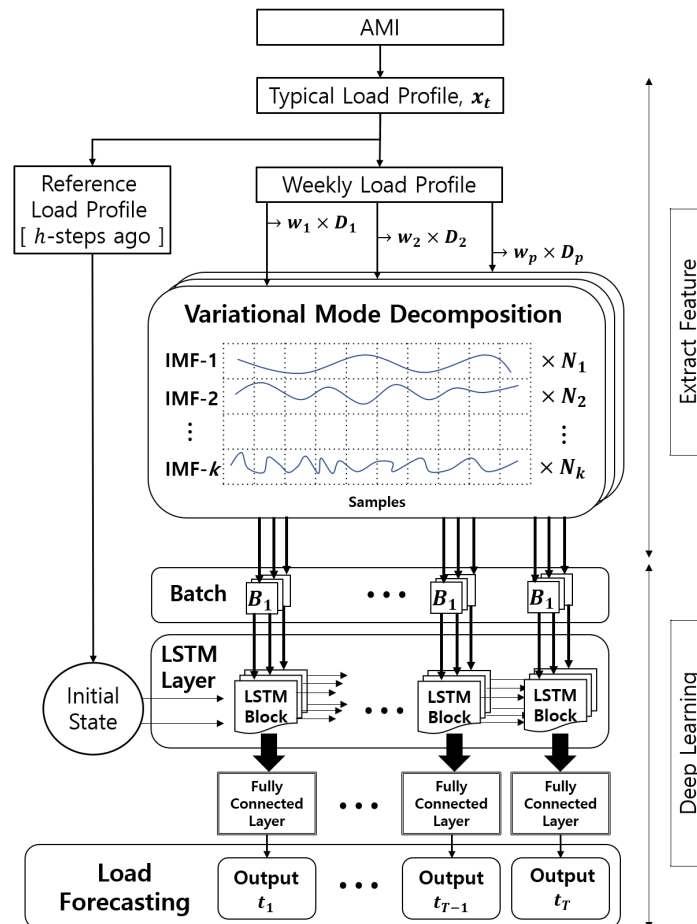 AMI
Typical Load Profile, x_t
Reference
Load Profile
[ h-steps ago ]
Weekly Load Profile
→ w_1 × D_1
→ w_2 × D_2
→ w_p × D_p
Variational Mode Decomposition
IMF-1
× N_1
IMF-2
× N_2
⋮
⋮
IMF-k
× N_k
Samples
Extract Feature
Batch
B_1
• • •
B_1
B_1
LSTM
Layer
Initial
State
LSTM
Block
• • •
LSTM
Block
LSTM
Block
Deep Learning
Fully
Connected
Layer
• • •
Fully
Connected
Layer
Fully
Connected
Layer
Load
Forecasting
Output
t_1
• • •
Output
t_{T-1}
Output
t_T